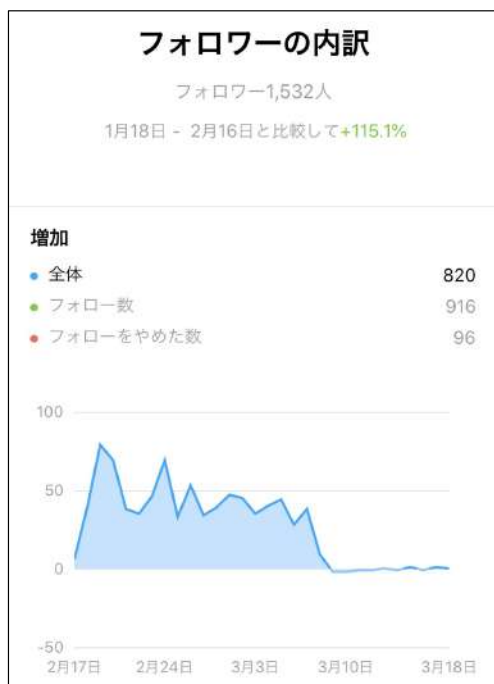 フォロワーの内訳
フォロワー1,532人
1月18日 - 2月16日と比較して+115.1%
増加
全体 820
フォロー数 916
フォローをやめた数 96
100
50
0
-50
2月17日 2月24日 3月3日 3月10日 3月18日